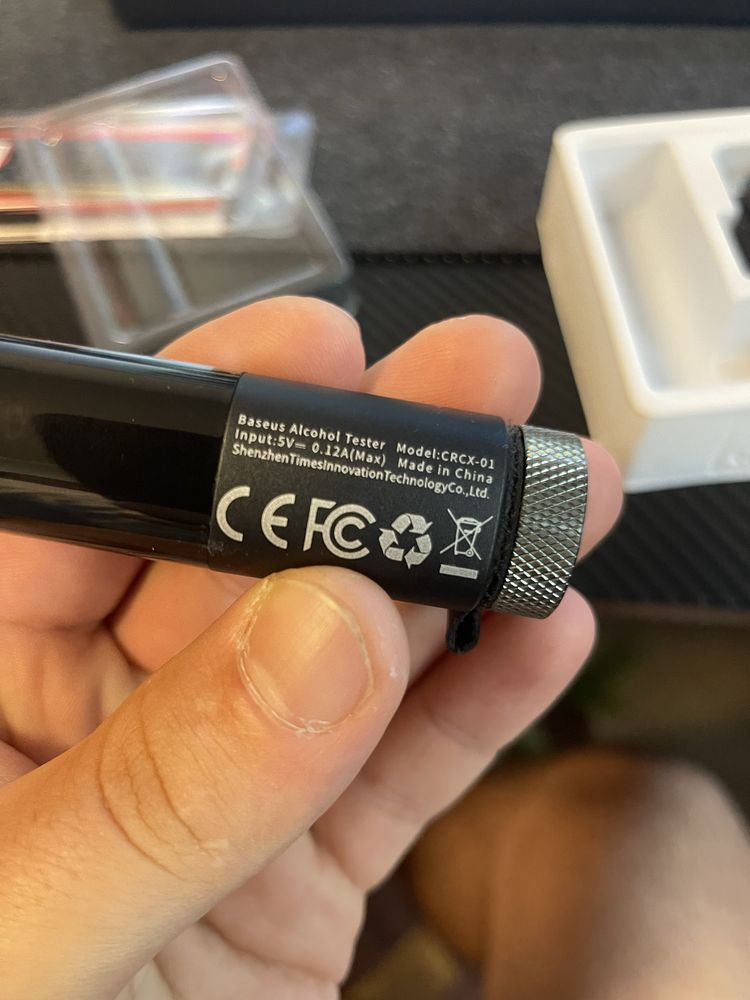 Baseus Alcohol Tester Model:CRCX-01
Input:5V⎓ 0.12A(Max) Made in China
ShenzhenTimesInnovationTechnologyCo.,Ltd.
CE FC